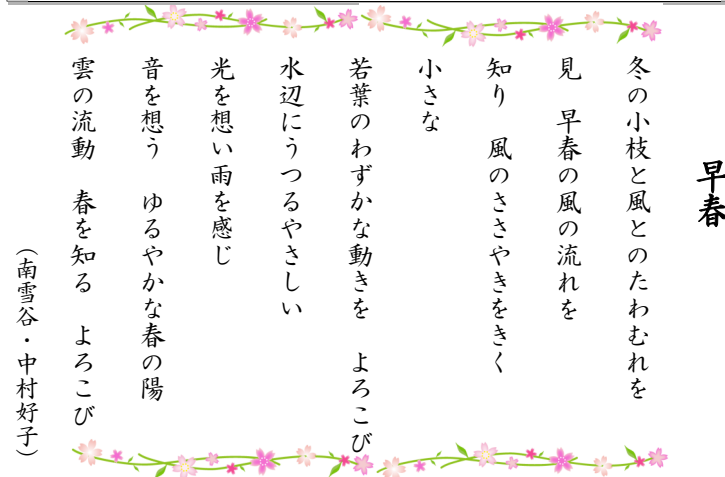 早春
冬の小枝と風とのたわむれを
見　早春の風の流れを
知り　風のささやきをきく
小さな
若葉のわずかな動きを　よろこび
水辺にうつるやさしい
光を想い雨を感じ
音を想う　ゆるやかな春の陽
雲の流動　春を知る　よろこび
（南雪谷・中村好子）